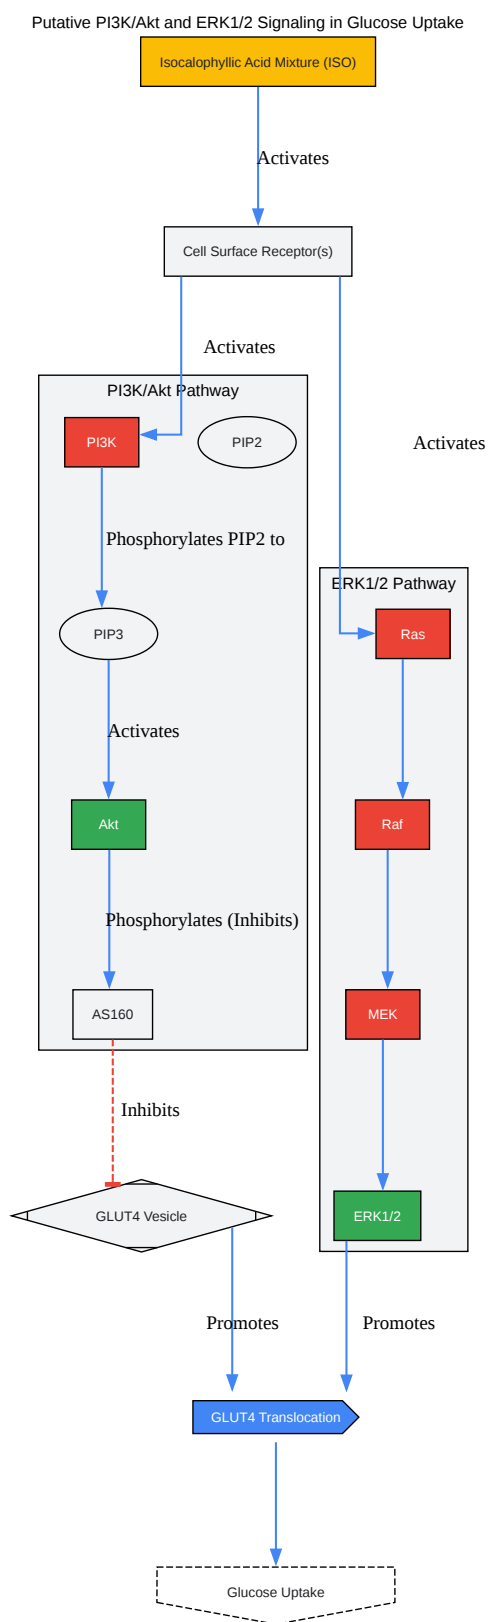 Putative PI3K/Akt and ERK1/2 Signaling in Glucose Uptake
Isocalophyllic Acid Mixture (ISO)
Activates
Cell Surface Receptor(s)
Activates
PI3K/Akt Pathway
PI3K
PIP2
Activates
Phosphorylates PIP2 to
ERK1/2 Pathway
PIP3
Ras
Activates
Akt
Raf
Phosphorylates (Inhibits)
AS160
MEK
Inhibits
GLUT4 Vesicle
ERK1/2
Promotes
Promotes
GLUT4 Translocation
Glucose Uptake